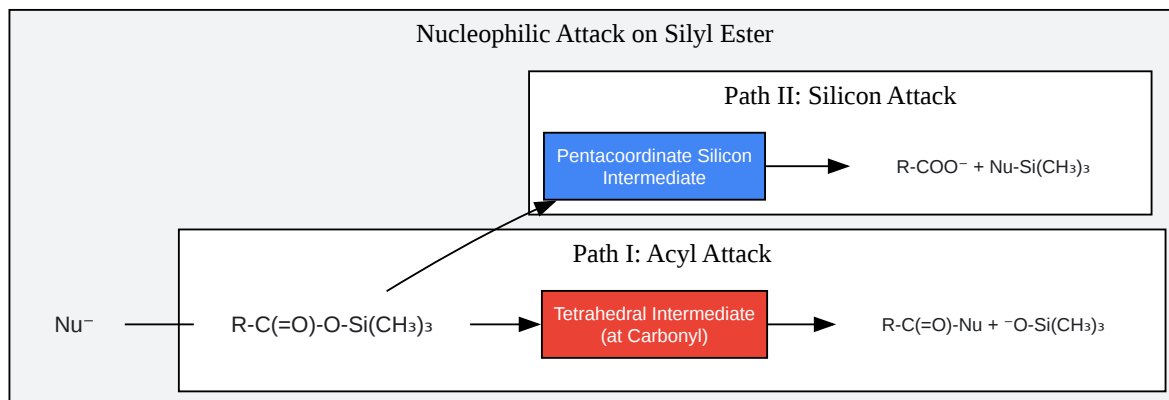 Nucleophilic Attack on Silyl Ester
Path II: Silicon Attack
Pentacoordinate Silicon
Intermediate
R-COO⁻ + Nu-Si(CH₃)₃
Path I: Acyl Attack
Nu⁻
R-C(=O)-O-Si(CH₃)₃
Tetrahedral Intermediate
(at Carbonyl)
R-C(=O)-Nu + ⁻O-Si(CH₃)₃